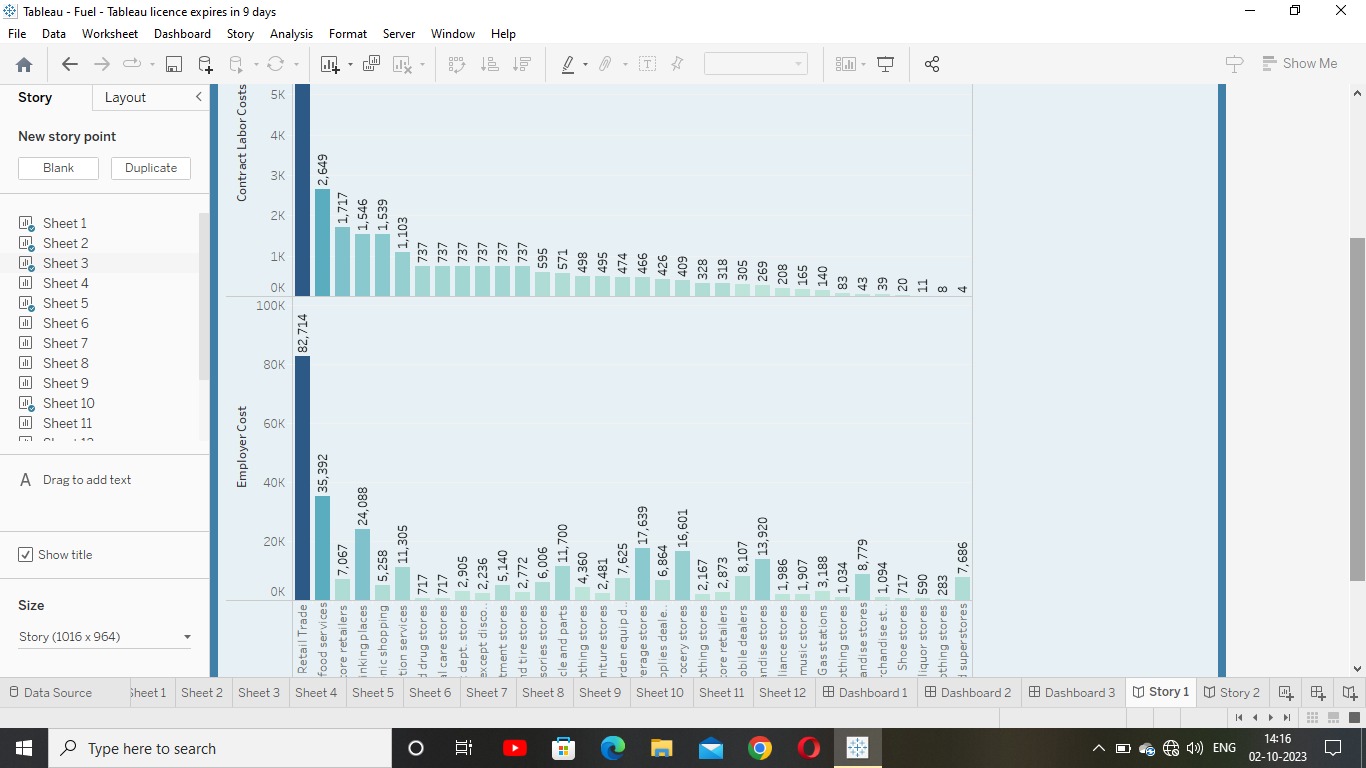 Tableau - Fuel - Tableau licence expires in 9 days
File Data Worksheet Dashboard Story Analysis Format Server Window Help
Show Me
Story Layout
New story point
Blank Duplicate
Sheet 1
Sheet 2
Sheet 3
Sheet 4
Sheet 5
Sheet 6
Sheet 7
Sheet 8
Sheet 9
Sheet 10
Sheet 11
A Drag to add text
Show title
Size
Story (1016 x 964)
Contract Labor Costs
5K
4K
3K
2K
1K
0K
2,649
1,717
1,546
1,539
1,103
737
737
737
737
737
737
595
571
498
495
474
466
426
409
328
318
305
269
208
165
140
83
43
39
20
11
8
4
Employer Cost
100K
80K
60K
40K
20K
0K
82,714
35,392
7,067
24,088
5,258
11,305
717
717
2,905
2,236
5,140
2,772
6,006
11,700
4,360
2,481
7,625
17,639
6,864
16,601
2,167
2,873
8,107
13,920
1,986
1,907
3,188
1,034
8,779
1,094
717
590
283
7,686
Retail Trade
food services
ore retailers
inking places
nic shopping
tion services
d drug stores
al care stores
dept. stores
except disco..
tment stores
nd tire stores
sories stores
cle and parts
othing stores
niture stores
rden equip d..
verage stores
pplies deale..
rocery stores
othing stores
ore retailers
obile dealers
andise stores
liance stores
music stores
Gas stations
othing stores
andise stores
rchandise st..
Shoe stores
liquor stores
othing stores
d superstores
Data Source heet 1 Sheet 2 Sheet 3 Sheet 4 Sheet 5 Sheet 6 Sheet 7 Sheet 8 Sheet 9 Sheet 10 Sheet 11 Sheet 12 Dashboard 1 Dashboard 2 Dashboard 3 Story 1 Story 2
Type here to search
ENG
14:16
02-10-2023